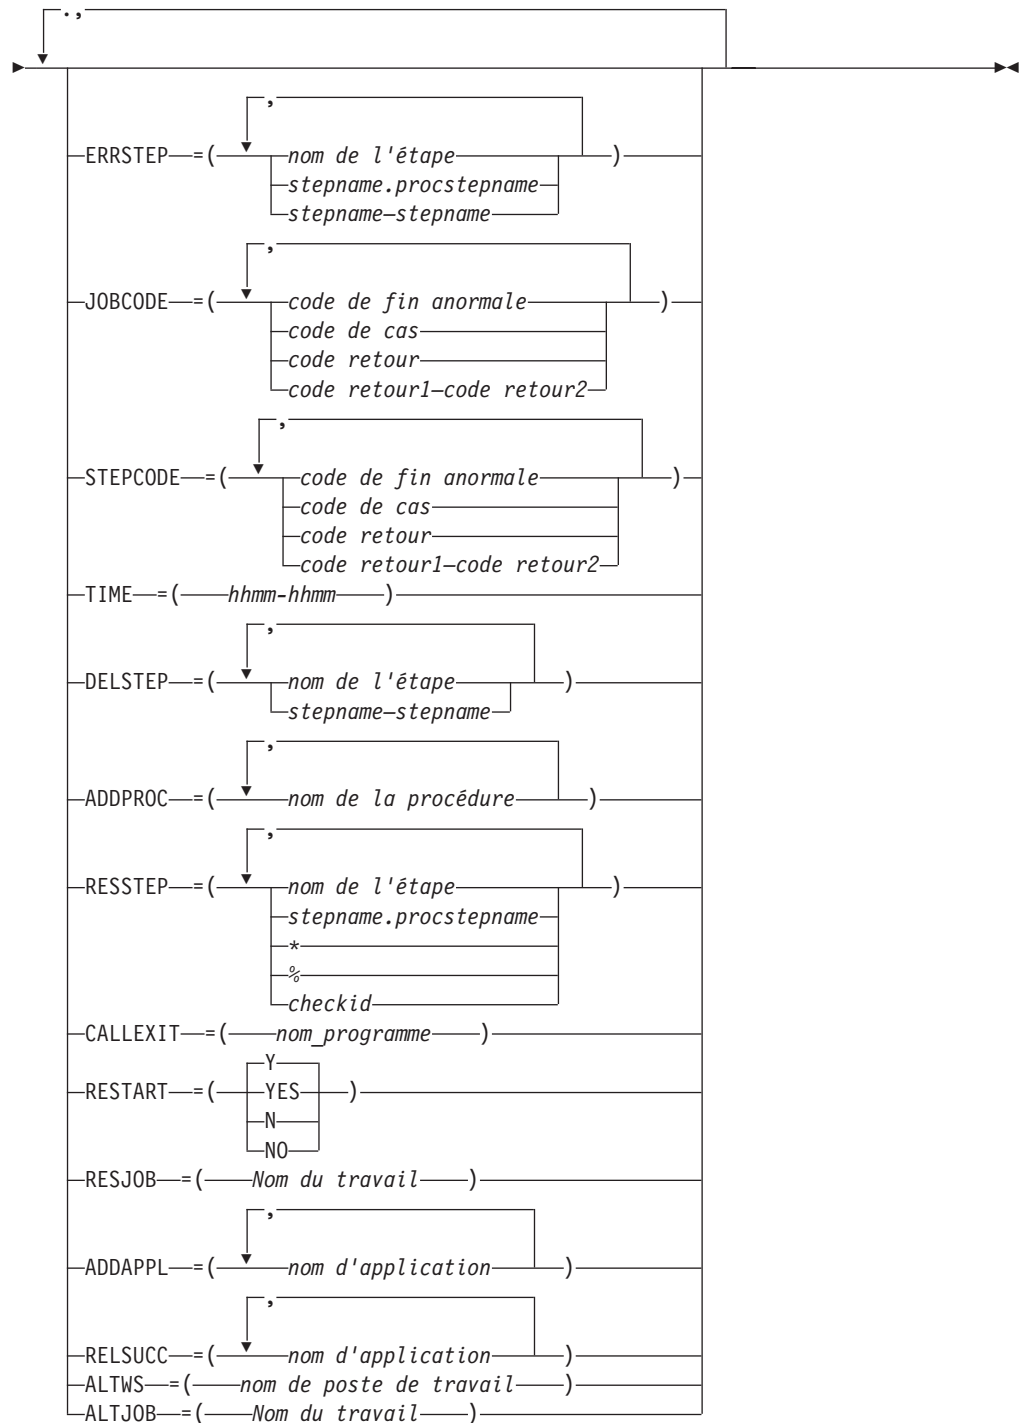 .,
,
ERRSTEP =( nom de l'étape )
stepname.procstepname
stepname–stepname
,
JOBCODE =( code de fin anormale )
code de cas
code retour
code retour1–code retour2
,
STEPCODE =( code de fin anormale )
code de cas
code retour
code retour1–code retour2
TIME =( hhmm-hhmm )
,
DELSTEP =( nom de l'étape )
stepname–stepname
,
ADDPROC =( nom de la procédure )
,
RESSTEP =( nom de l'étape )
stepname.procstepname
*
%
checkid
CALLEXIT =( nom_programme )
Y
RESTART =( YES )
N
NO
RESJOB =( Nom du travail )
,
ADDAPPL =( nom d'application )
,
RELSUCC =( nom d'application )
ALTWS =( nom de poste de travail )
ALTJOB =( Nom du travail )